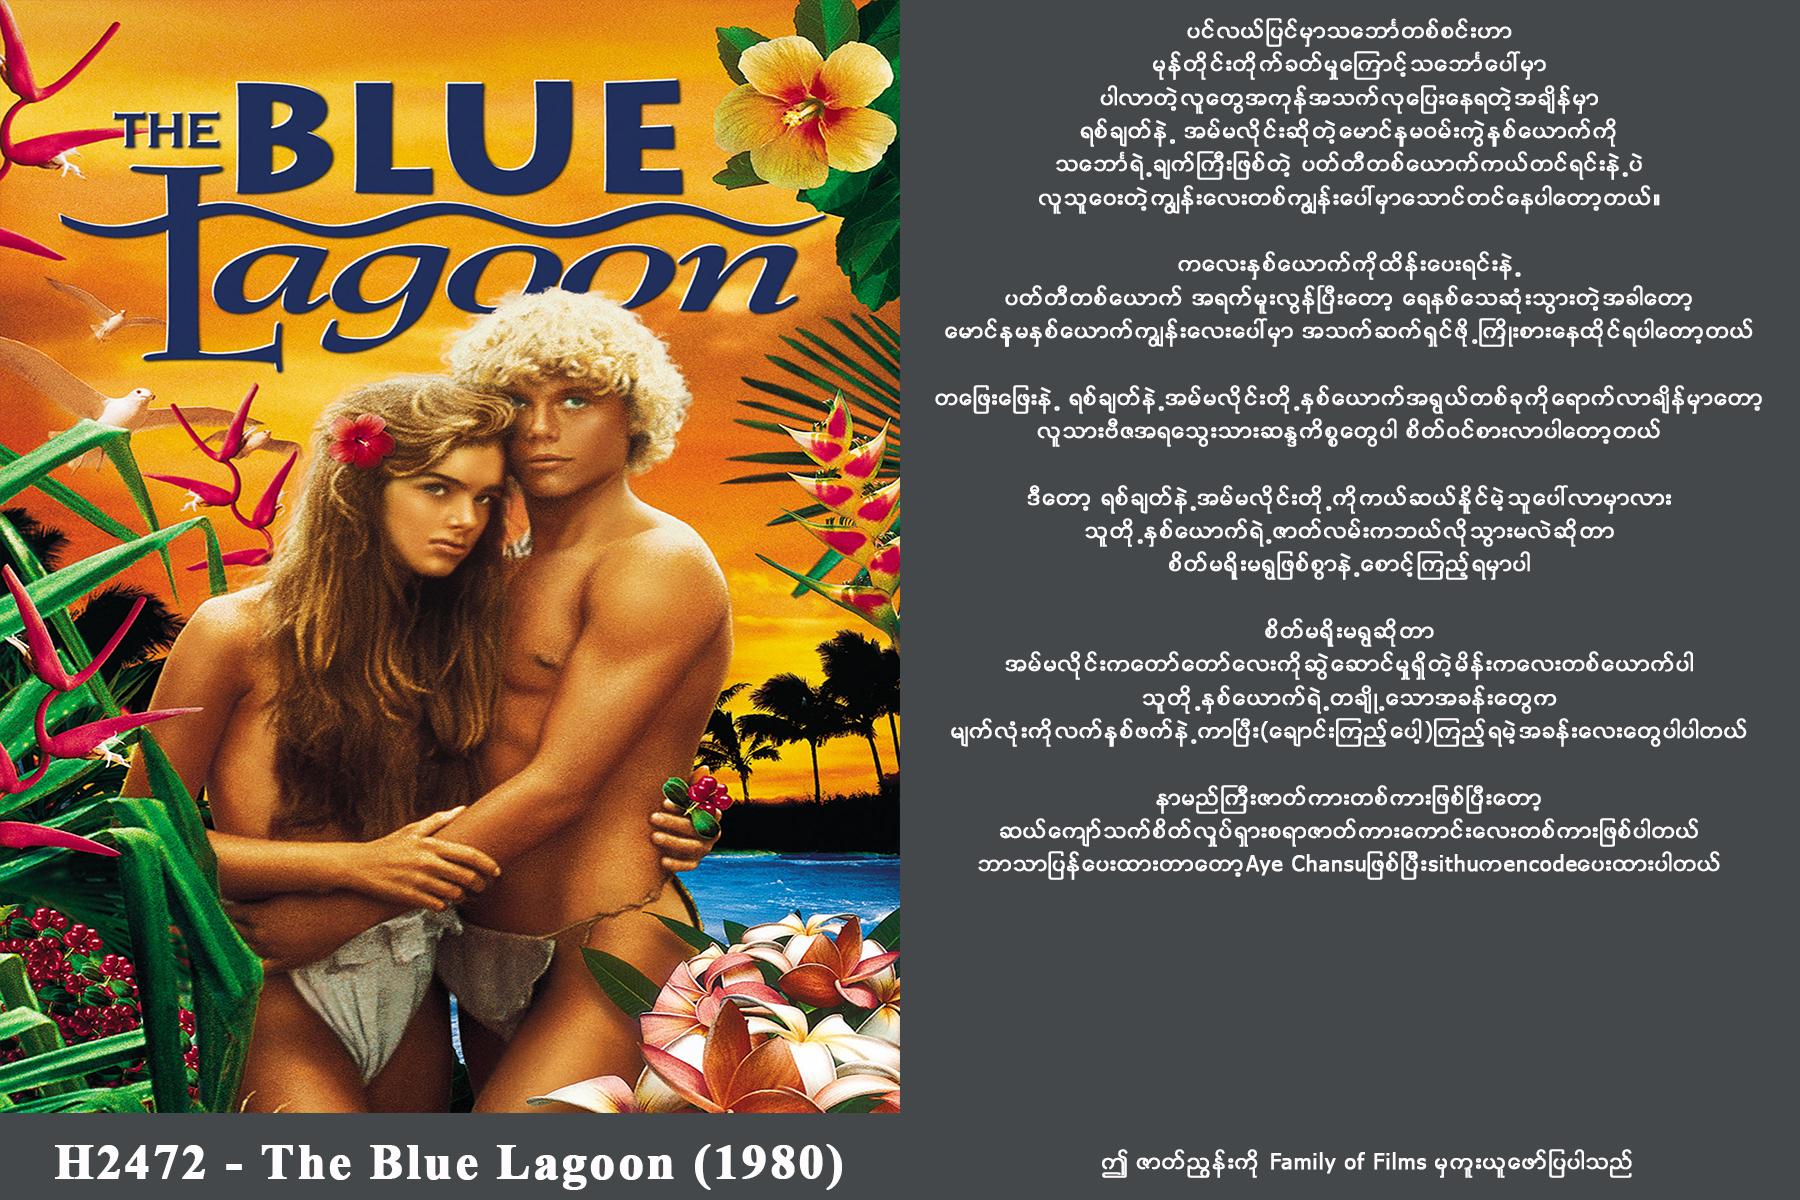 THE BLUE
Lagoon
ပင်လယ်ပြင်မှာသင်္ဘောတစ်စင်းဟာ
မုန်တိုင်းတိုက်ခတ်မှုကြောင့်သင်္ဘောပေါ်မှာ
ပါလာတဲ့လူတွေအကုန်အသက်လုပြေးနေရတဲ့အချိန်မှာ
ရစ်ချတ်နဲ့ အမ်မလိုင်းဆိုတဲ့မောင်နမဝမ်းကွဲနှစ်ယောက်ကို
သင်္ဘောရဲ့ချက်ကြီးဖြစ်တဲ့ ပတ်တီတစ်ယောက်ကယ်တင်ရင်းနဲ့ပဲ
လူသူဝေးတဲ့ကျွန်းလေးတစ်ကျွန်းပေါ်မှာသောင်တင်နေပါတော့တယ်။
ကလေးနှစ်ယောက်ကိုထိန်းပေးရင်းနဲ့
ပတ်တီတစ်ယောက် အရက်မူးလွန်ပြီးတော့ ရေနစ်သေဆုံးသွားတဲ့အခါတော့
မောင်နမနှစ်ယောက်ကျွန်းလေးပေါ်မှာ အသက်ဆက်ရှင်ဖို့ကြိုးစားနေထိုင်ရပါတော့တယ်
တဖြေးဖြေးနဲ့ ရစ်ချတ်နဲ့အမ်မလိုင်းတို့နှစ်ယောက်အရွယ်တစ်ခုကိုရောက်လာချိန်မှာတော့
လူသားဗီဇအရသွေးသားဆန္ဒကိစ္စတွေပါ စိတ်ဝင်စားလာပါတော့တယ်
ဒီတော့ ရစ်ချတ်နဲ့အမ်မလိုင်းတို့ကိုကယ်ဆယ်နိူင်မဲ့သူပေါ်လာမှာလား
သူတို့နှစ်ယောက်ရဲ့ဇာတ်လမ်းကဘယ်လိုသွားမလဲဆိုတာ
စိတ်မရိုးမရွဖြစ်စွာနဲ့စောင့်ကြည့်ရမှာပါ
စိတ်မရိုးမရွဆိုတာ
အမ်မလိုင်းကတော်တော်လေးကိုဆွဲဆောင်မှုရှိတဲ့မိန်းကလေးတစ်ယောက်ပါ
သူတို့နှစ်ယောက်ရဲ့တချို့သောအခန်းတွေက
မျက်လုံးကိုလက်နှစ်ဖက်နဲ့ကာပြီး(ချောင်းကြည့်ပေါ့)ကြည့်ရမဲ့အခန်းလေးတွေပါပါတယ်
နာမည်ကြီးဇာတ်ကားတစ်ကားဖြစ်ပြီးတော့
ဆယ်ကျော်သက်စိတ်လှုပ်ရှားစရာဇာတ်ကားကောင်းလေးတစ်ကားဖြစ်ပါတယ်
ဘာသာပြန်ပေးထားတာတော့Aye Chansuဖြစ်ပြီးsithuကencodeပေးထားပါတယ်
H2472 - The Blue Lagoon (1980)
ဤ ဇာတ်ညွှန်းကို Family of Films မှကူးယူဖော်ပြပါသည်